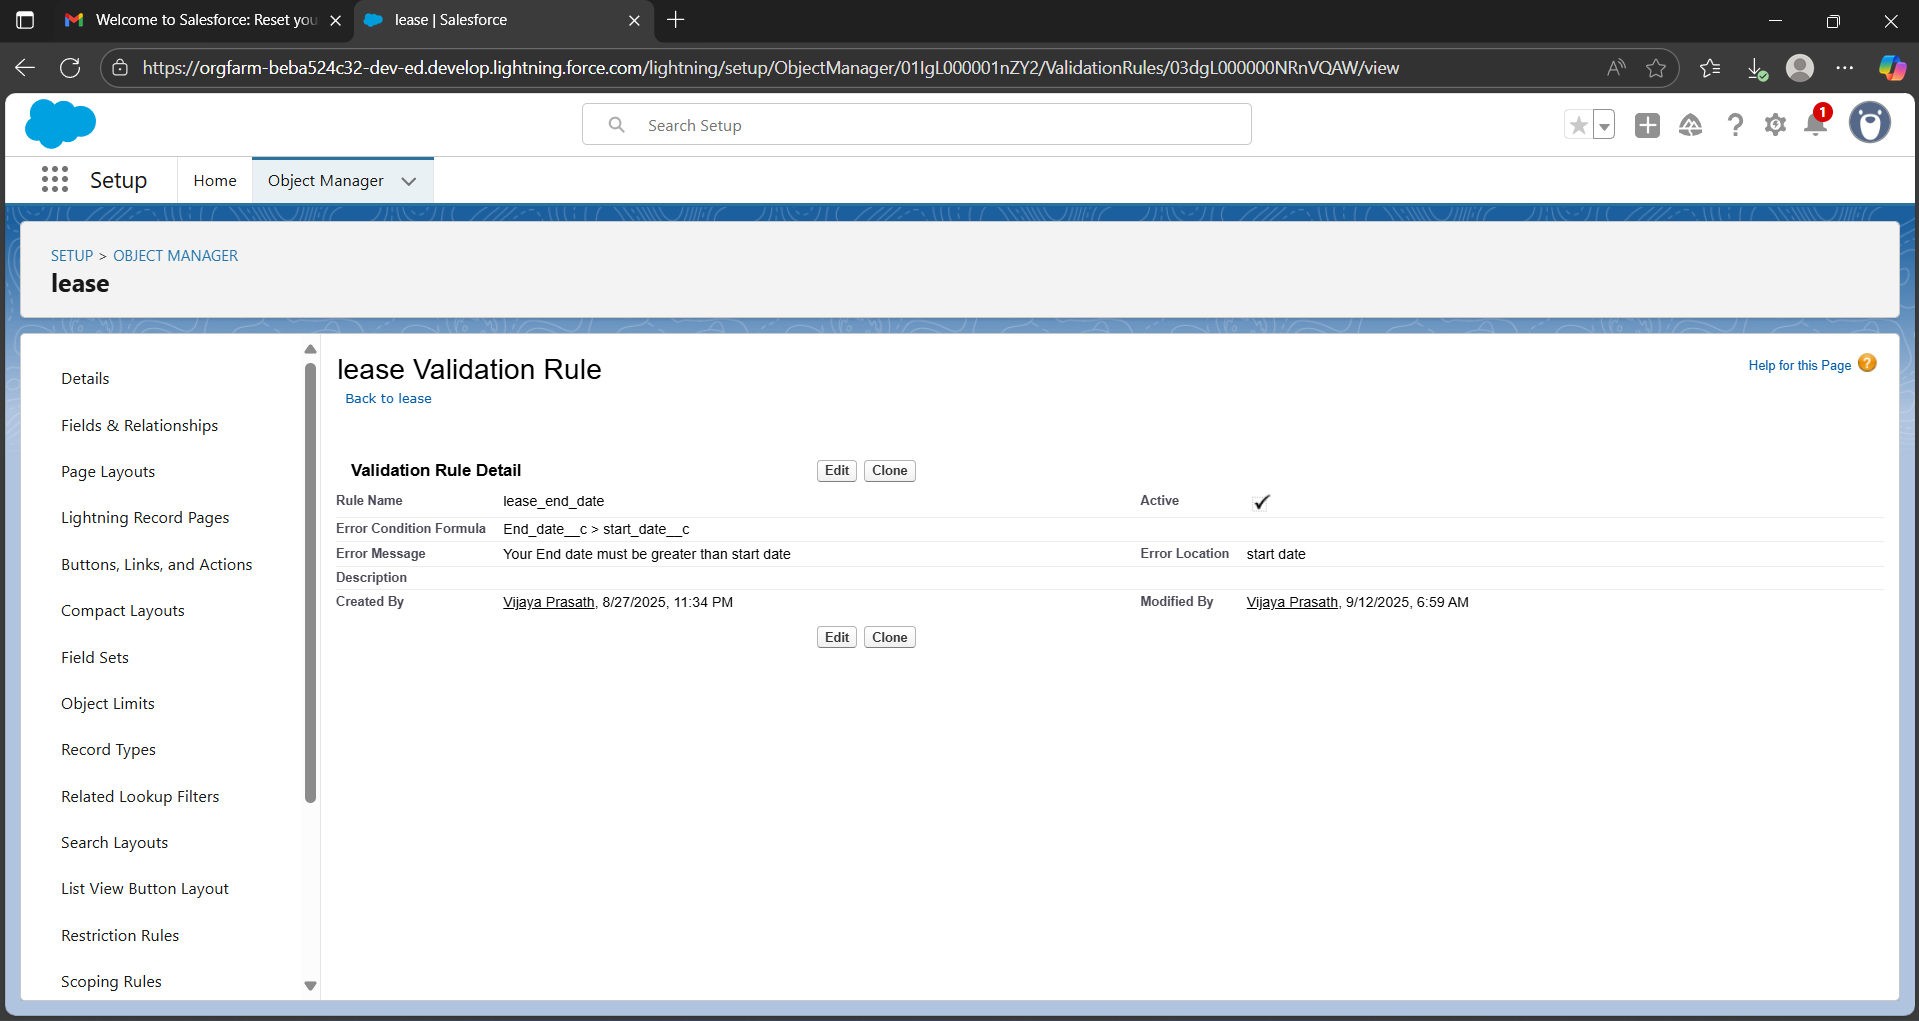 Welcome to Salesforce: Reset you
lease | Salesforce
https://orgfarm-beba524c32-dev-ed.develop.lightning.force.com/lightning/setup/ObjectManager/01IgL000001nZY2/ValidationRules/03dgL000000NRnVQAW/view
Search Setup
1
Setup
Home
Object Manager
SETUP > OBJECT MANAGER
lease
Details
Fields & Relationships
Page Layouts
Lightning Record Pages
Buttons, Links, and Actions
Compact Layouts
Field Sets
Object Limits
Record Types
Related Lookup Filters
Search Layouts
List View Button Layout
Restriction Rules
Scoping Rules
lease Validation Rule
Help for this Page ?
Back to lease
Validation Rule Detail Edit Clone
Rule Name lease_end_date Active
Error Condition Formula End_date__c > start_date__c
Error Message Your End date must be greater than start date Error Location start date
Description
Created By Vijaya Prasath, 8/27/2025, 11:34 PM Modified By Vijaya Prasath, 9/12/2025, 6:59 AM
Edit Clone